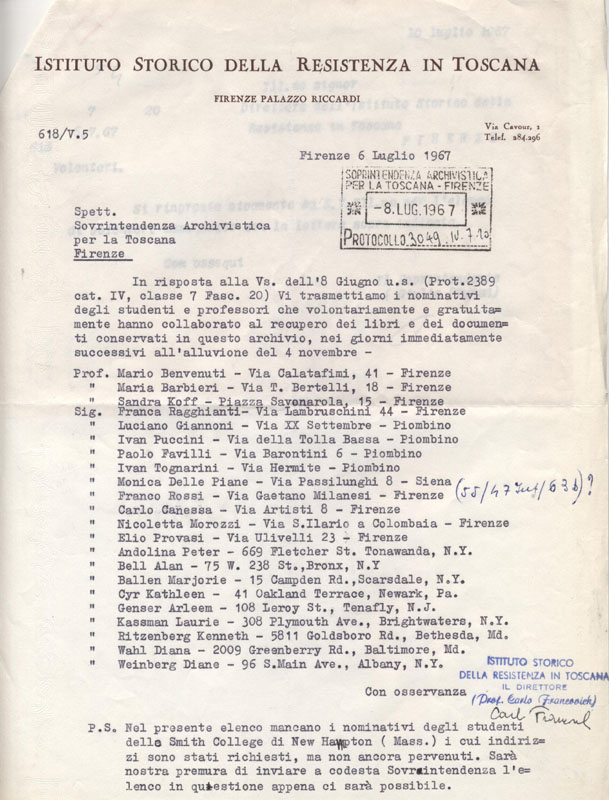 ISTITUTO STORICO DELLA RESISTENZA IN TOSCANA
FIRENZE PALAZZO RICCARDI
618/V.5
Via Cavour, 1
Telef. 284.296
Firenze 6 Luglio 1967
SOPRINTENDENZA ARCHIVISTICA
PER LA TOSCANA - FIRENZE
-8. LUG. 1967
PROTOCOLLO 3049 IV.7.20
Spett.
Sovrintendenza Archivistica
per la Toscana
Firenze
In risposta alla Vs. dell'8 Giugno u.s. (Prot.2389
cat. IV, classe 7 Fasc. 20) Vi trasmettiamo i nominativi
degli studenti e professori che volontariamente e gratuita=
mente hanno collaborato al recupero dei libri e dei documen=
ti conservati in questo archivio, nei giorni immediatamente
successivi all'alluvione del 4 novembre -
Prof. Mario Benvenuti - Via Calatafimi, 41 - Firenze
" Maria Barbieri - Via T. Bertelli, 18 - Firenze
" Sandra Koff - Piazza Savonarola, 15 - Firenze
Sig. Franca Ragghianti- Via Lambruschini 44 - Firenze
" Luciano Giannoni - Via XX Settembre - Piombino
" Ivan Puccini - Via della Tolla Bassa - Piombino
" Paolo Favilli - Via Barontini 6 - Piombino
" Ivan Tognarini - Via Hermite - Piombino
" Monica Delle Piane - Via Passilunghi 8 - Siena
" Franco Rossi - Via Gaetano Milanesi - Firenze (55/47 /63 b)?
" Carlo Canessa - Via Artisti 8 - Firenze
" Nicoletta Morozzi - Via S.Ilario a Colombaia - Firenze
" Elio Provasi - Via Ulivelli 23 - Firenze
" Andolina Peter - 669 Fletcher St. Tonawanda, N.Y.
" Bell Alan - 75 W. 238 St.,Bronx, N.Y
" Ballen Marjorie - 15 Campden Rd.,Scarsdale, N.Y.
" Cyr Kathleen - 41 Oakland Terrace, Newark, Pa.
" Genser Arleem - 108 Leroy St., Tenafly, N.J.
" Kassman Laurie - 308 Plymouth Ave., Brightwaters, N.Y.
" Ritzenberg Kenneth - 5811 Goldsboro Rd., Bethesda, Md.
" Wahl Diana - 2009 Greenberry Rd., Baltimore, Md.
" Weinberg Diane - 96 S.Main Ave., Albany, N.Y.
ISTITUTO STORICO
DELLA RESISTENZA IN TOSCANA
IL DIRETTORE
(Prof. Carlo Francovich)
Con osservanza
P.S. Nel presente elenco mancano i nominativi degli studenti
dello Smith College di New Hampton ( Mass.) i cui indiriz=
zi sono stati richiesti, ma non ancora pervenuti. Sarà
nostra premura di inviare a codesta Sovrintendenza l'e=
lenco in questione appena ci sarà possibile.